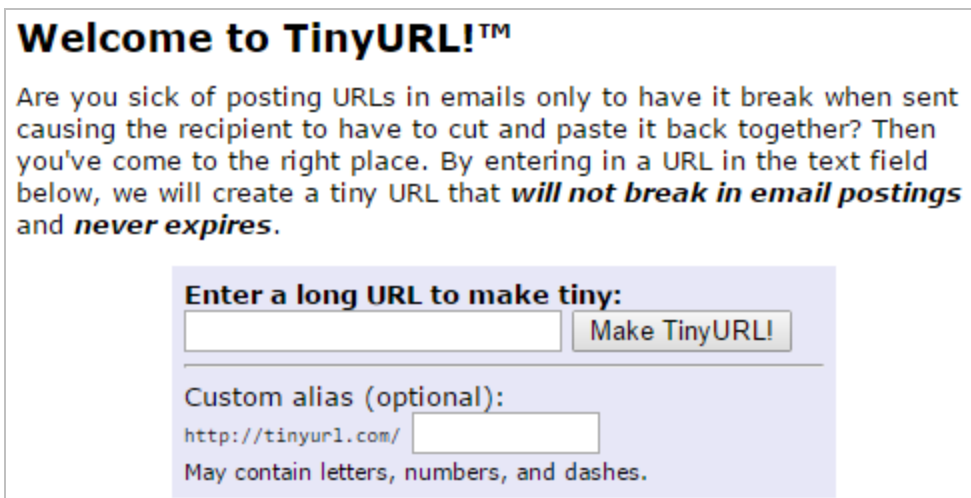 Welcome to TinyURL!™
Are you sick of posting URLs in emails only to have it break when sent
causing the recipient to have to cut and paste it back together? Then
you've come to the right place. By entering in a URL in the text field
below, we will create a tiny URL that will not break in email postings
and never expires.
Enter a long URL to make tiny:
Make TinyURL!
Custom alias (optional):
http://tinyurl.com/
May contain letters, numbers, and dashes.